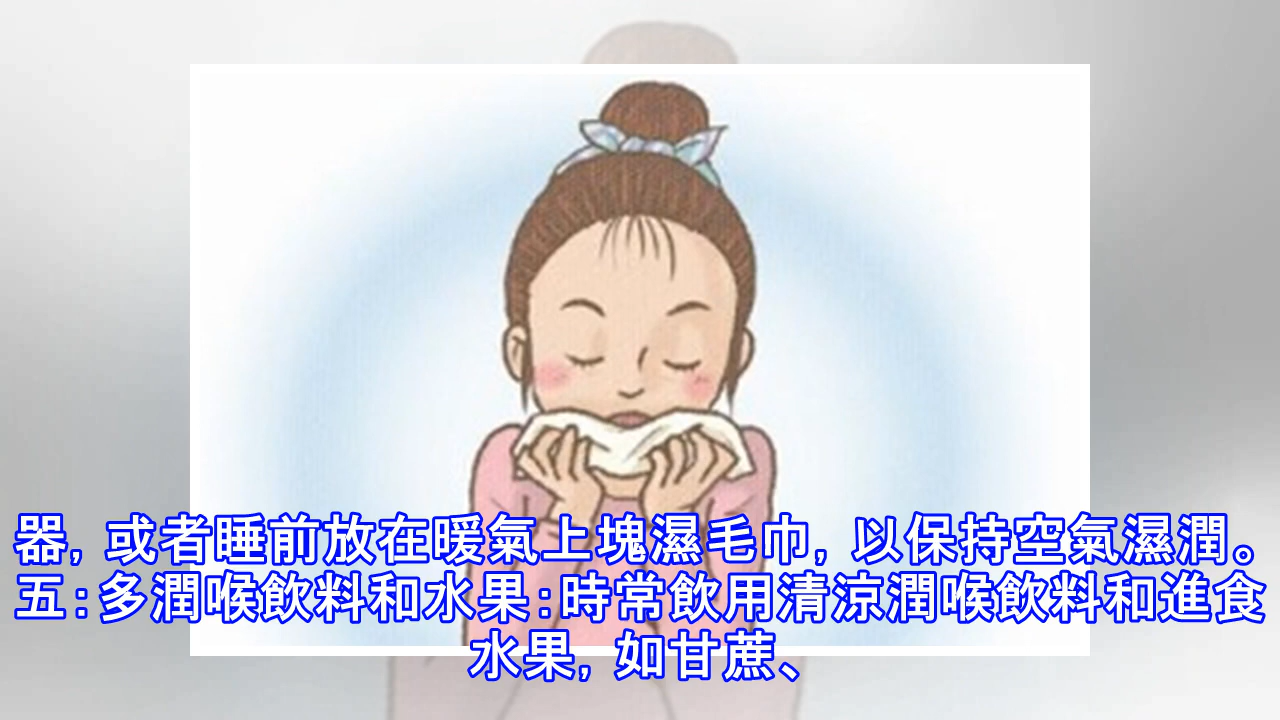 器, 或者睡前放在暖氣上塊濕毛巾, 以保持空氣濕潤。
五:多潤喉飲料和水果:時常飲用清涼潤喉飲料和進食
水果, 如甘蔗、